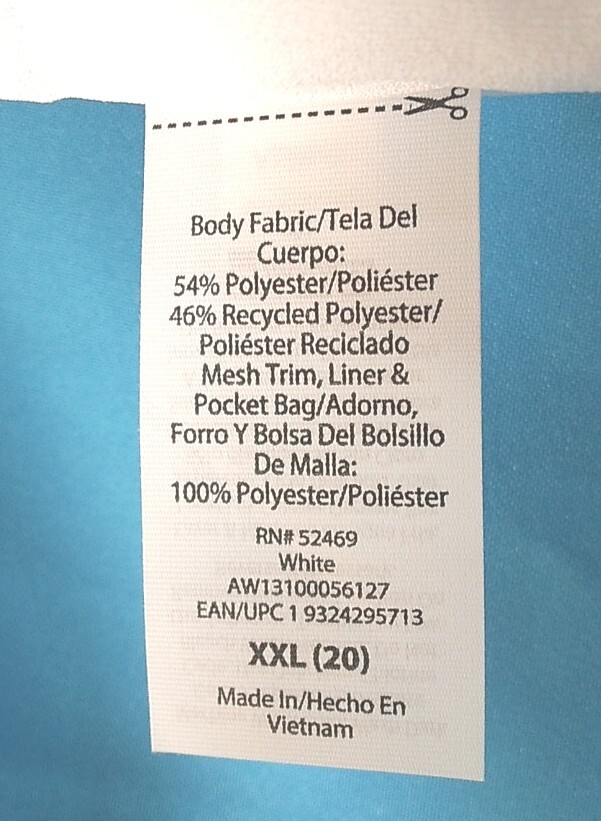 Body Fabric/Tela Del
Cuerpo:
54% Polyester/Poliéster
46% Recycled Polyester/
Poliéster Reciclado
Mesh Trim, Liner &
Pocket Bag/Adorno,
Forro Y Bolsa Del Bolsillo
De Malla:
100% Polyester/Poliéster
RN# 52469
White
AW13100056127
EAN/UPC 1 9324295713
XXL (20)
Made In/Hecho En
Vietnam